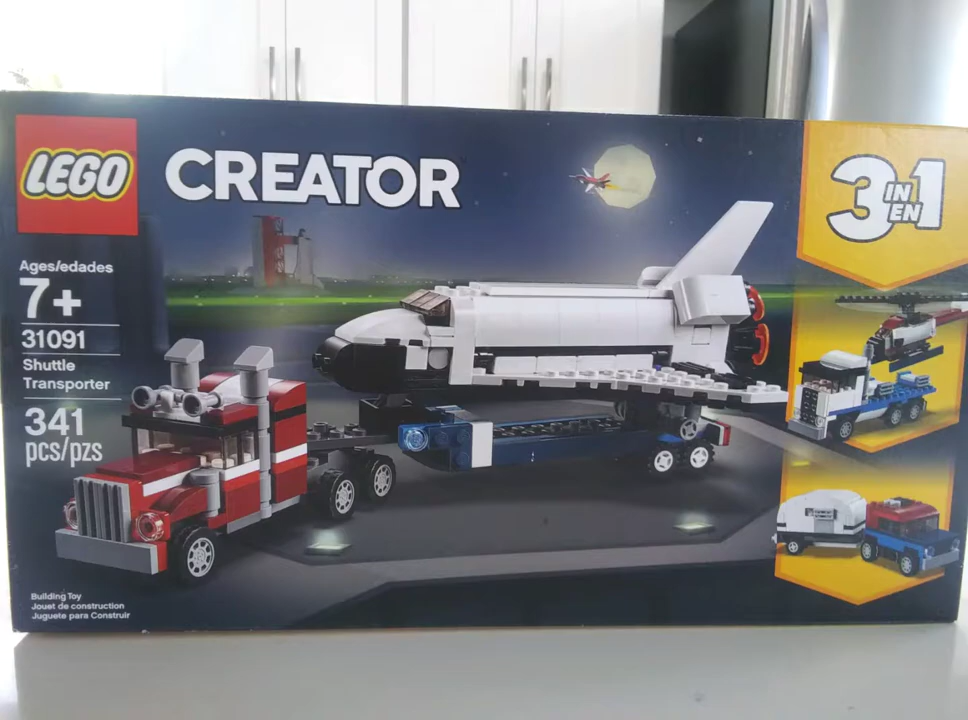 LEGO
CREATOR
3 IN EN 1
Ages/edades
7+
31091
Shuttle
Transporter
341
pcs/pzs
Building Toy
Jouet de construction
Juguete para Construir